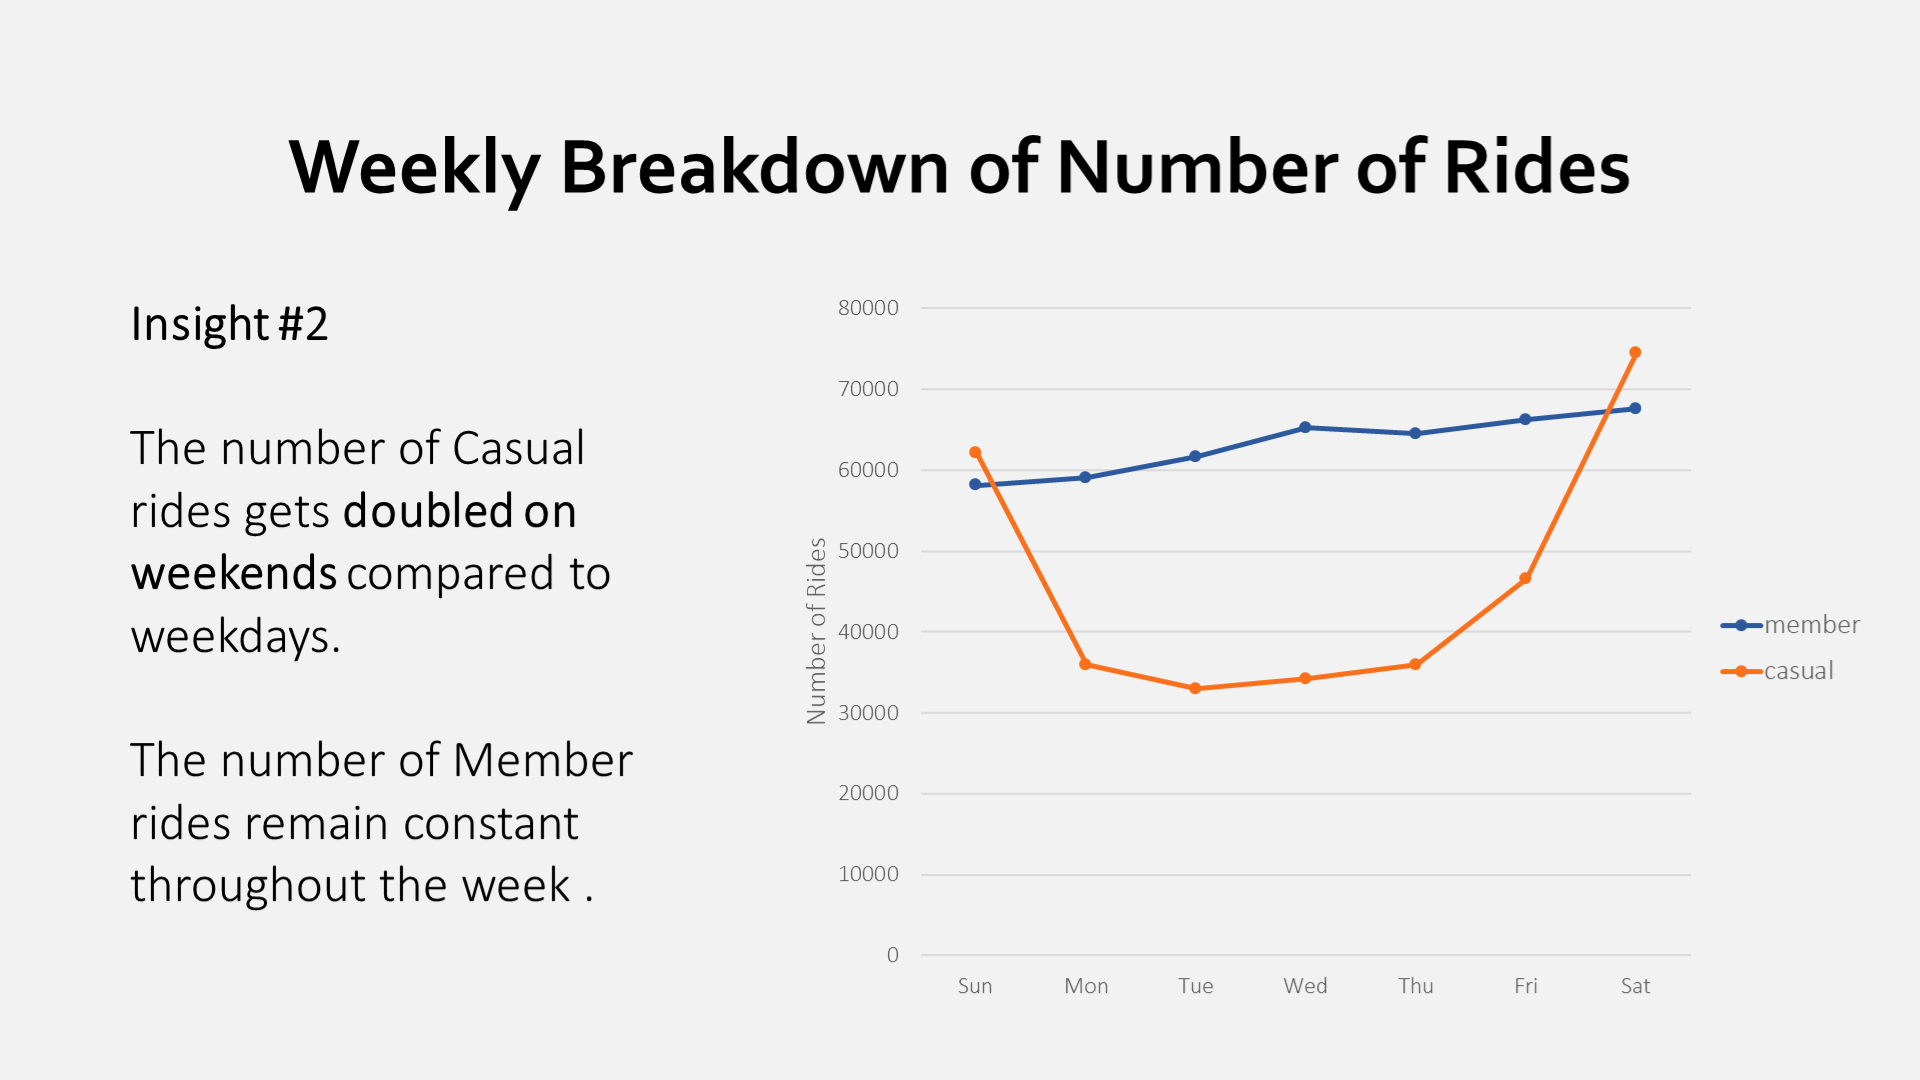 Weekly Breakdown of Number of Rides
Insight #2
The number of Casual
rides gets doubled on
weekends compared to
weekdays.
The number of Member
rides remain constant
throughout the week .
Number of Rides
80000
70000
60000
50000
40000
30000
20000
10000
0
Sun Mon Tue Wed Thu Fri Sat
member
casual